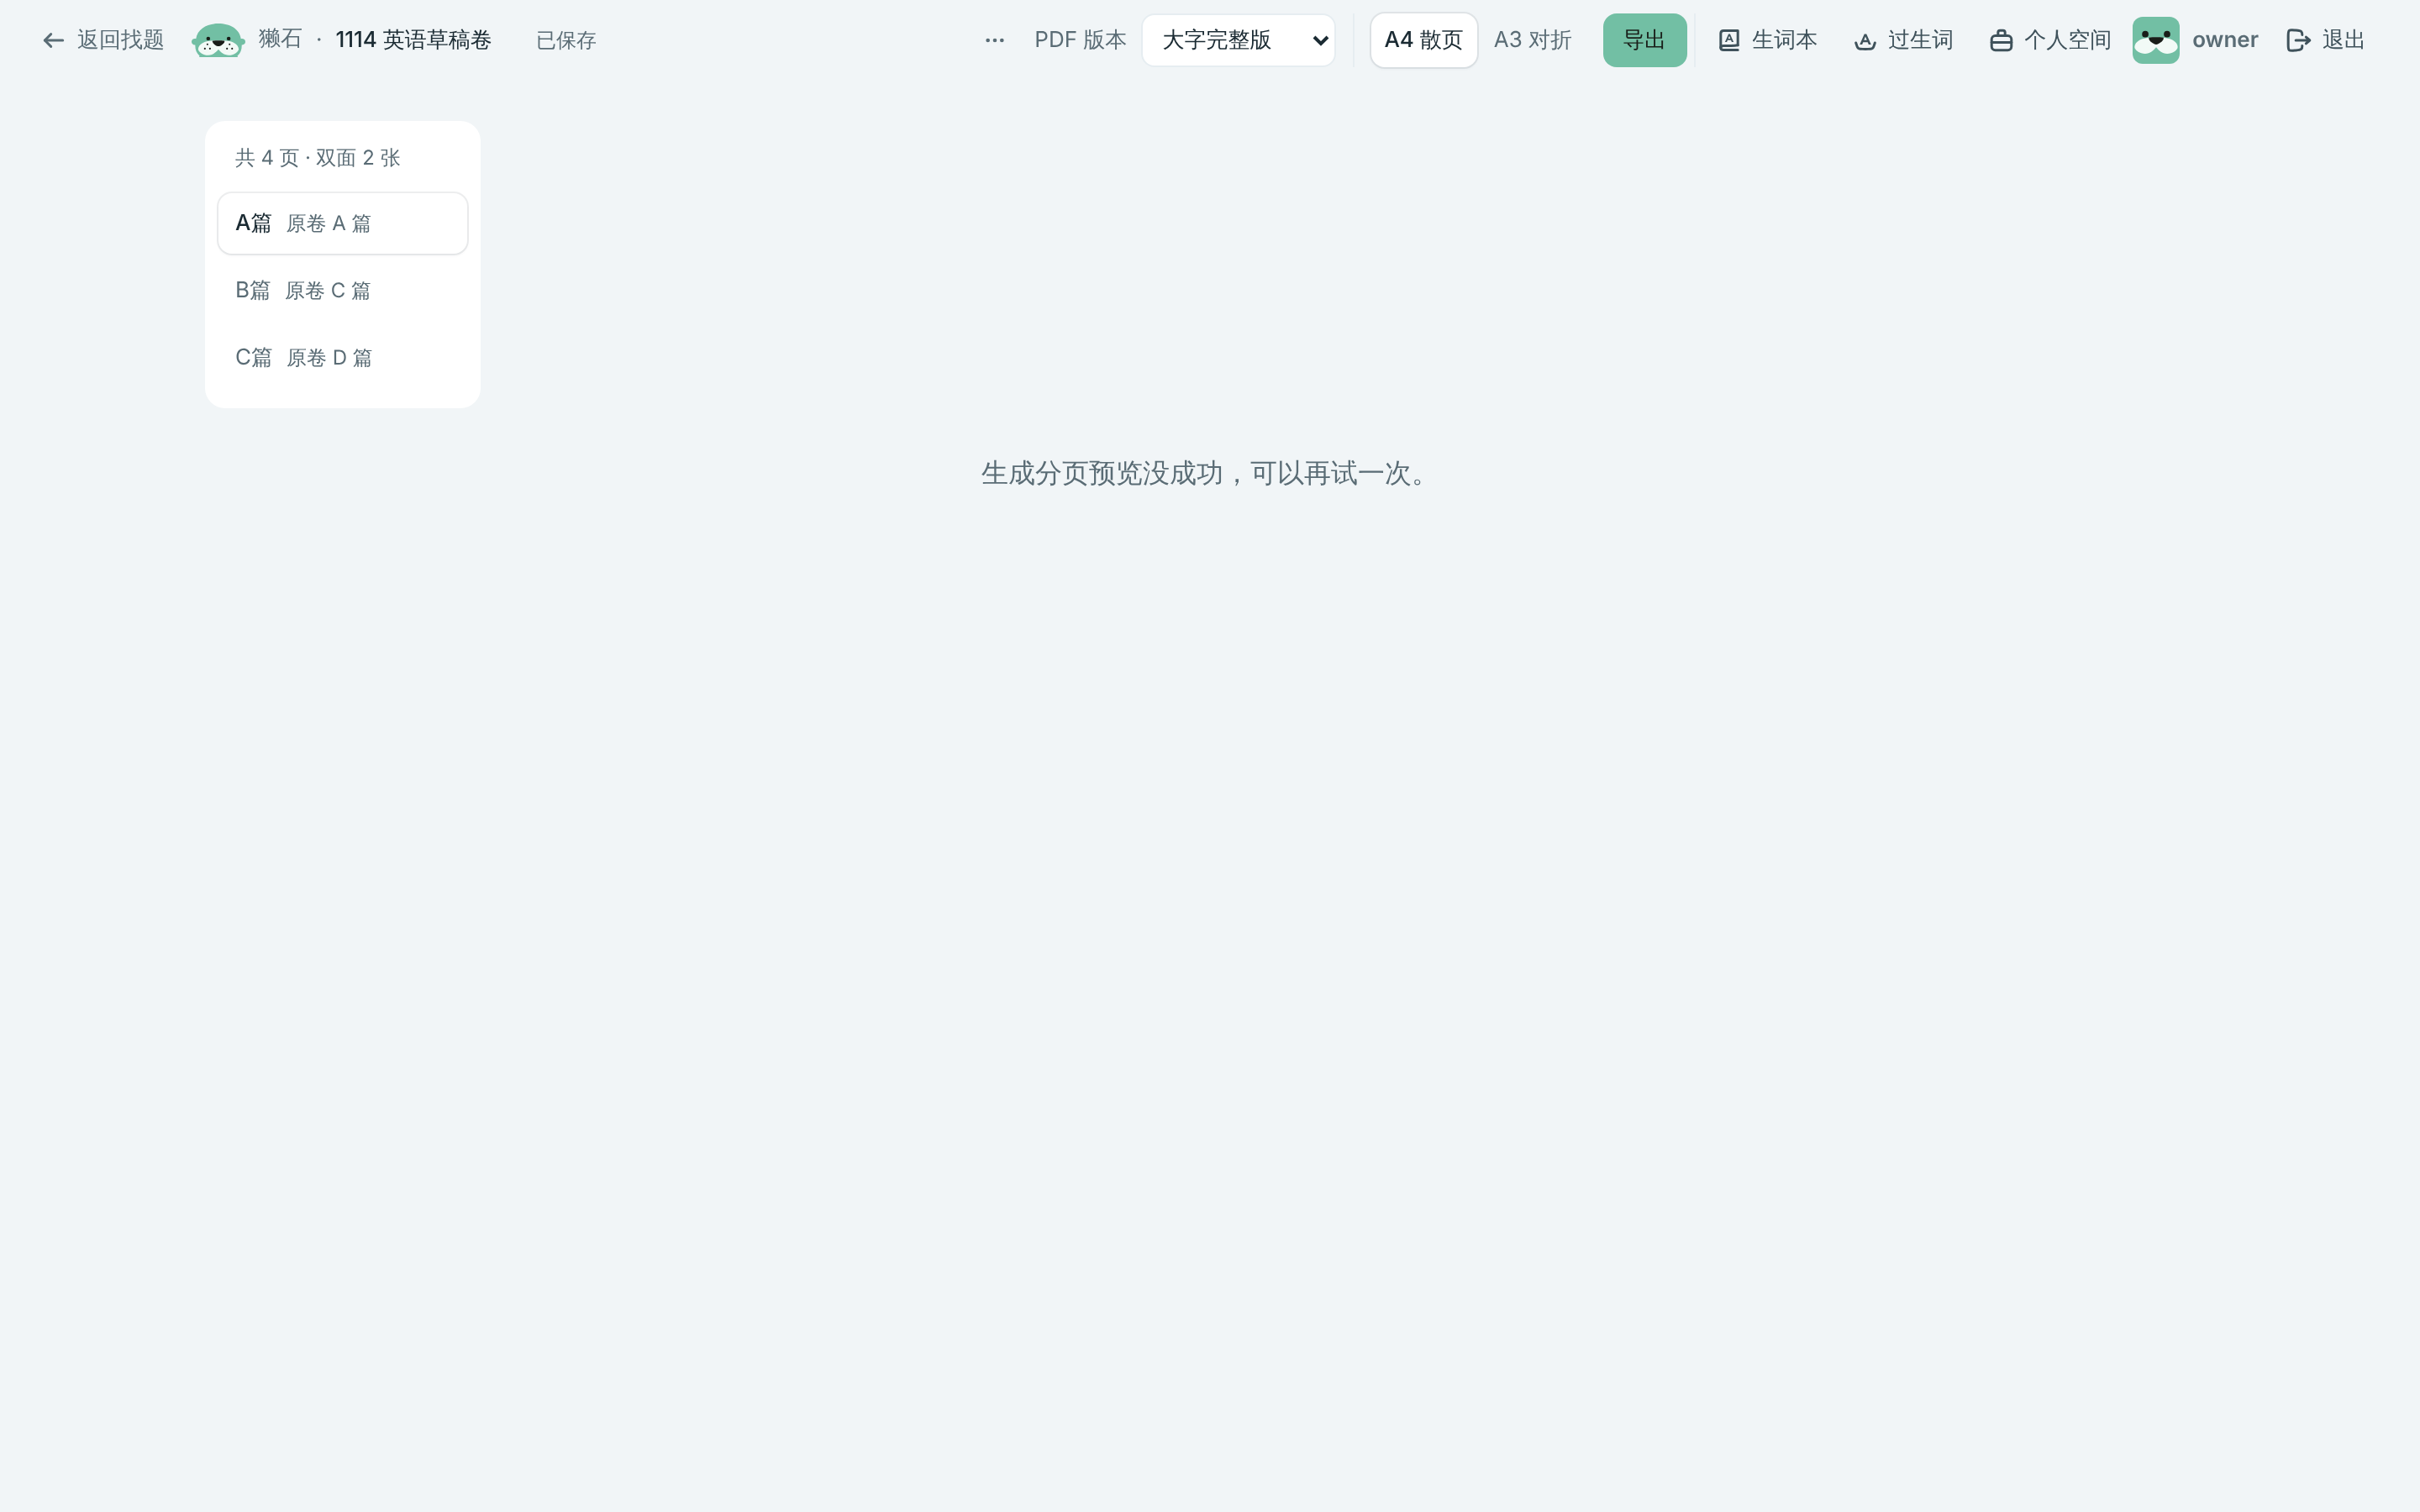 返回找题 獭石 · 1114 英语草稿卷 已保存 ··· PDF 版本 大字完整版 A4 散页 A3 对折 导出 生词本 过生词 个人空间 owner 退出
共 4 页 · 双面 2 张
A篇 原卷 A 篇
B篇 原卷 C 篇
C篇 原卷 D 篇
生成分页预览没成功，可以再试一次。